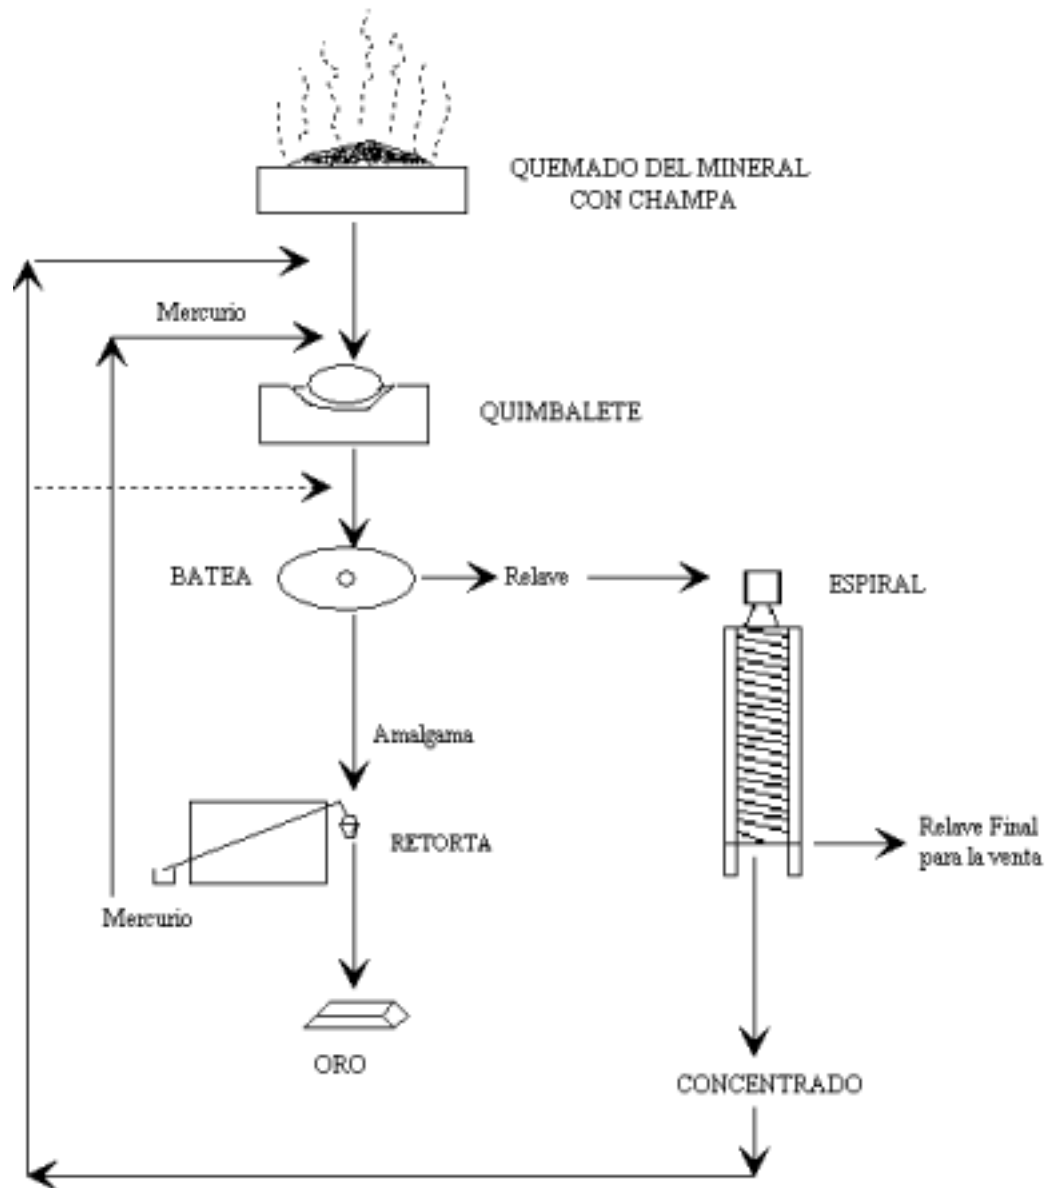 QUEMADO DEL MINERAL
CON CHAMPA
Mercurio
QUIMBALETE
BATEA
Relave
ESPIRAL
Amalgama
RETORTA
Relave Final
para la venta
Mercurio
ORO
CONCENTRADO